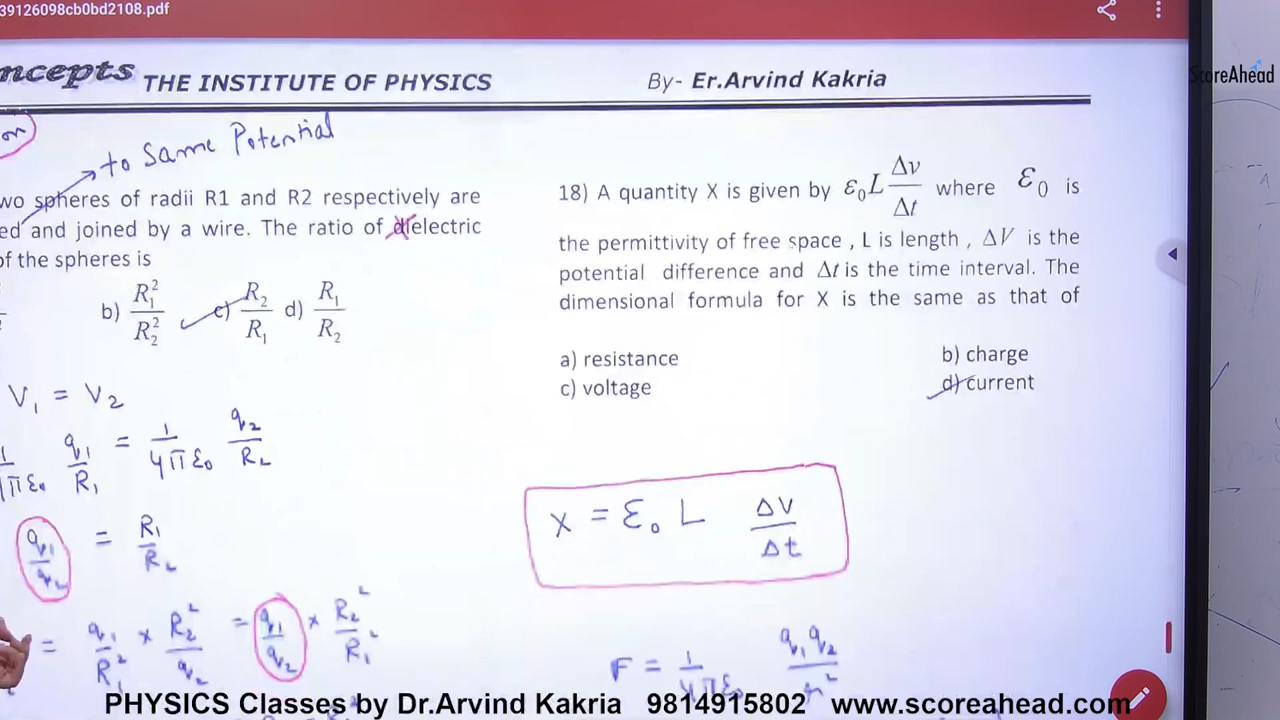 39126098cb0bd2108.pdf
ncepts THE INSTITUTE OF PHYSICS By- Er.Arvind Kakria
ScoreAhead
on
to Same Potential
wo spheres of radii R1 and R2 respectively are
ed and joined by a wire. The ratio of dielectric
of the spheres is
b) R₁²/R₂² c) R₂/R₁ d) R₁/R₂
V₁ = V₂
1/4πε₀ q₁/R₁ = 1/4πε₀ q₂/R₂
q₁/q₂ = R₁/R₂
= q₁/R₁² × R₂²/q₂ = q₁/q₂ × R₂²/R₁²
18) A quantity X is given by ε₀L Δv/Δt where ε₀ is
the permittivity of free space , L is length , ΔV is the
potential difference and Δt is the time interval. The
dimensional formula for X is the same as that of
a) resistance b) charge
c) voltage d) current
X = ε₀ L ΔV/Δt
F = 1/4πε₀ q₁q₂/r²
PHYSICS Classes by Dr.Arvind Kakria 9814915802 www.scoreahead.com